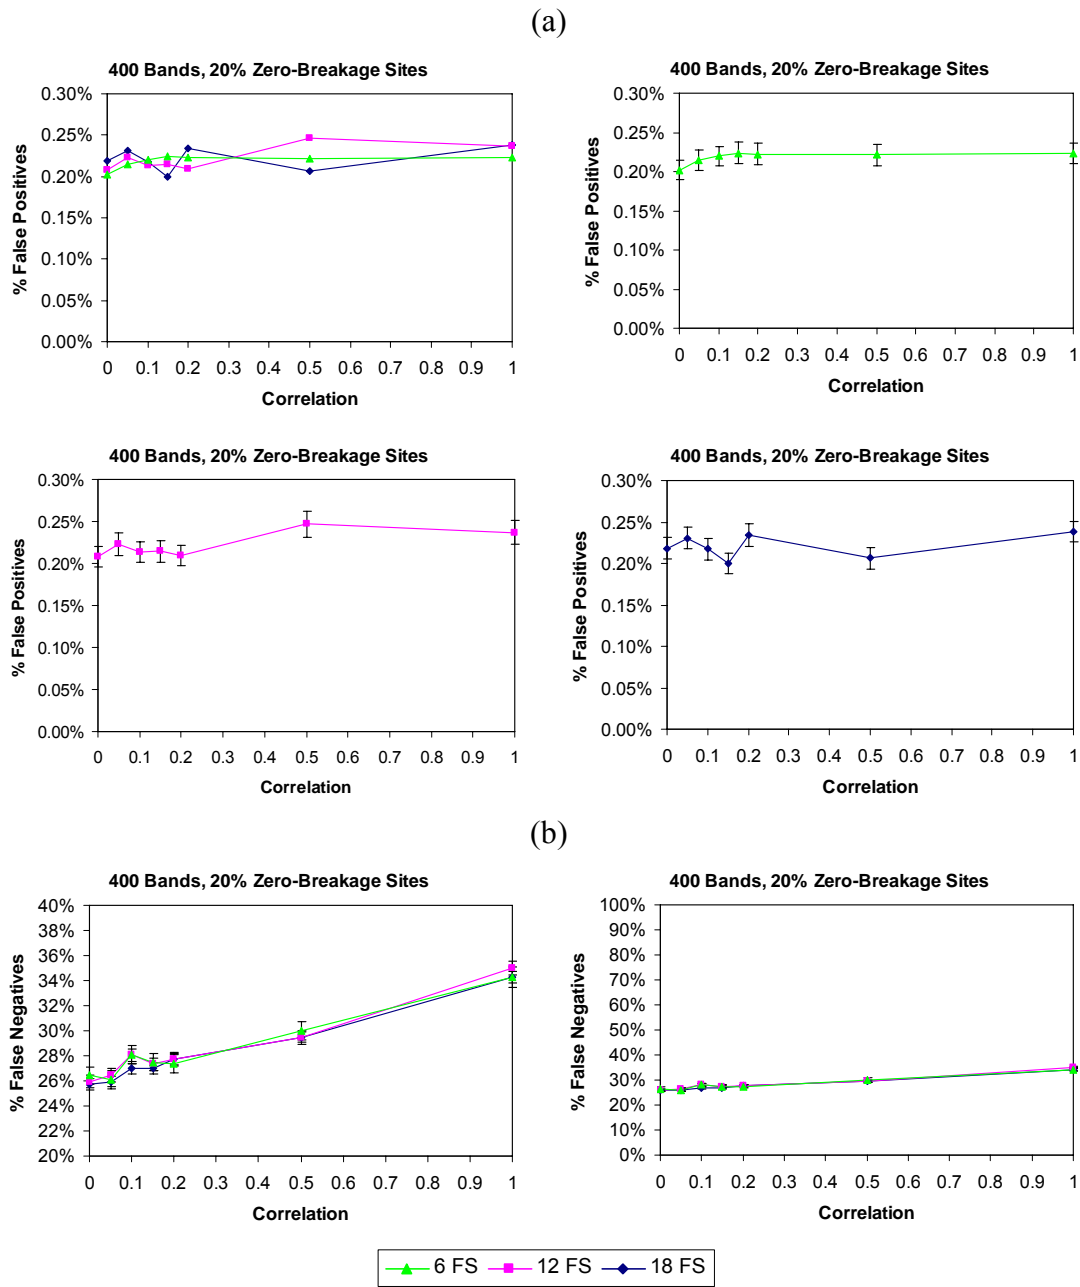 (a)
400 Bands, 20% Zero-Breakage Sites
% False Positives
0.30%
0.25%
0.20%
0.15%
0.10%
0.05%
0.00%
0 0.1 0.2 0.3 0.4 0.5 0.6 0.7 0.8 0.9 1
Correlation
400 Bands, 20% Zero-Breakage Sites
% False Positives
0.30%
0.25%
0.20%
0.15%
0.10%
0.05%
0.00%
0 0.1 0.2 0.3 0.4 0.5 0.6 0.7 0.8 0.9 1
Correlation
400 Bands, 20% Zero-Breakage Sites
% False Positives
0.30%
0.25%
0.20%
0.15%
0.10%
0.05%
0.00%
0 0.1 0.2 0.3 0.4 0.5 0.6 0.7 0.8 0.9 1
Correlation
400 Bands, 20% Zero-Breakage Sites
% False Positives
0.30%
0.25%
0.20%
0.15%
0.10%
0.05%
0.00%
0 0.1 0.2 0.3 0.4 0.5 0.6 0.7 0.8 0.9 1
Correlation
(b)
400 Bands, 20% Zero-Breakage Sites
% False Negatives
40%
38%
36%
34%
32%
30%
28%
26%
24%
22%
20%
0 0.1 0.2 0.3 0.4 0.5 0.6 0.7 0.8 0.9 1
Correlation
400 Bands, 20% Zero-Breakage Sites
% False Negatives
100%
90%
80%
70%
60%
50%
40%
30%
20%
10%
0%
0 0.1 0.2 0.3 0.4 0.5 0.6 0.7 0.8 0.9 1
Correlation
6 FS 12 FS 18 FS